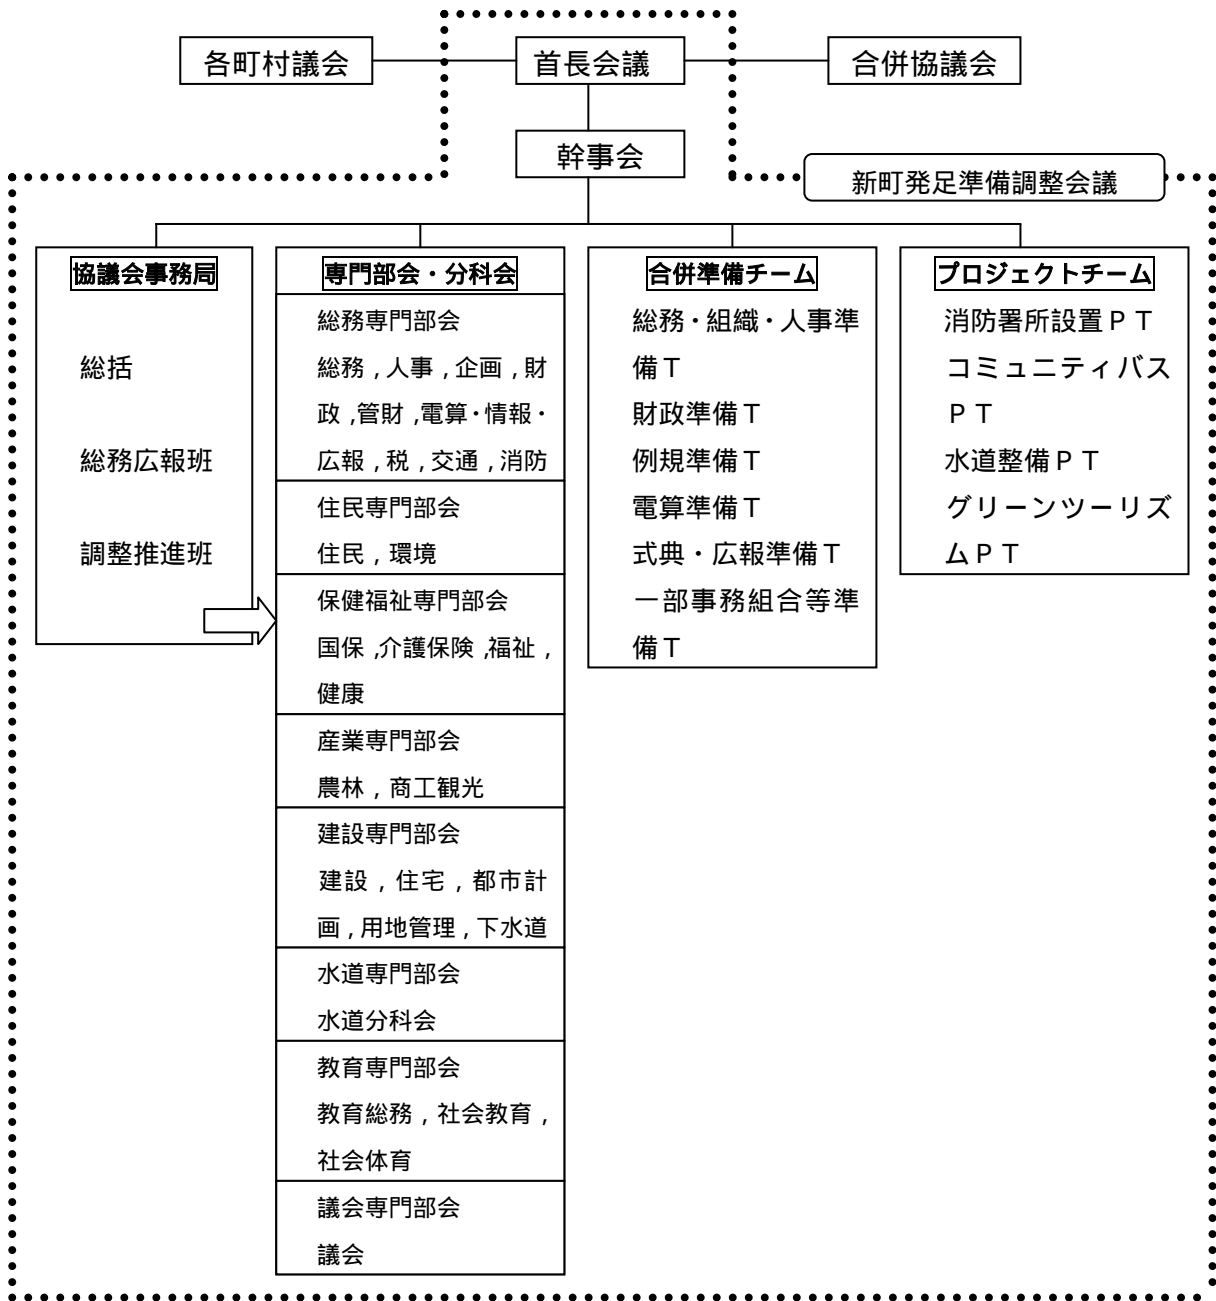 各町村議会
首長会議
合併協議会
幹事会
新町発足準備調整会議
協議会事務局
総括
総務広報班
調整推進班
専門部会・分科会
総務専門部会
総務,人事,企画,財
政,管財,電算・情報・
広報,税,交通,消防
住民専門部会
住民,環境
保健福祉専門部会
国保,介護保険,福祉,
健康
産業専門部会
農林,商工観光
建設専門部会
建設,住宅,都市計
画,用地管理,下水道
水道専門部会
水道分科会
教育専門部会
教育総務,社会教育,
社会体育
議会専門部会
議会
合併準備チーム
総務・組織・人事準
備T
財政準備T
例規準備T
電算準備T
式典・広報準備T
一部事務組合等準
備T
プロジェクトチーム
消防署所設置PT
コミュニティバス
PT
水道整備PT
グリーンツーリズ
ムPT